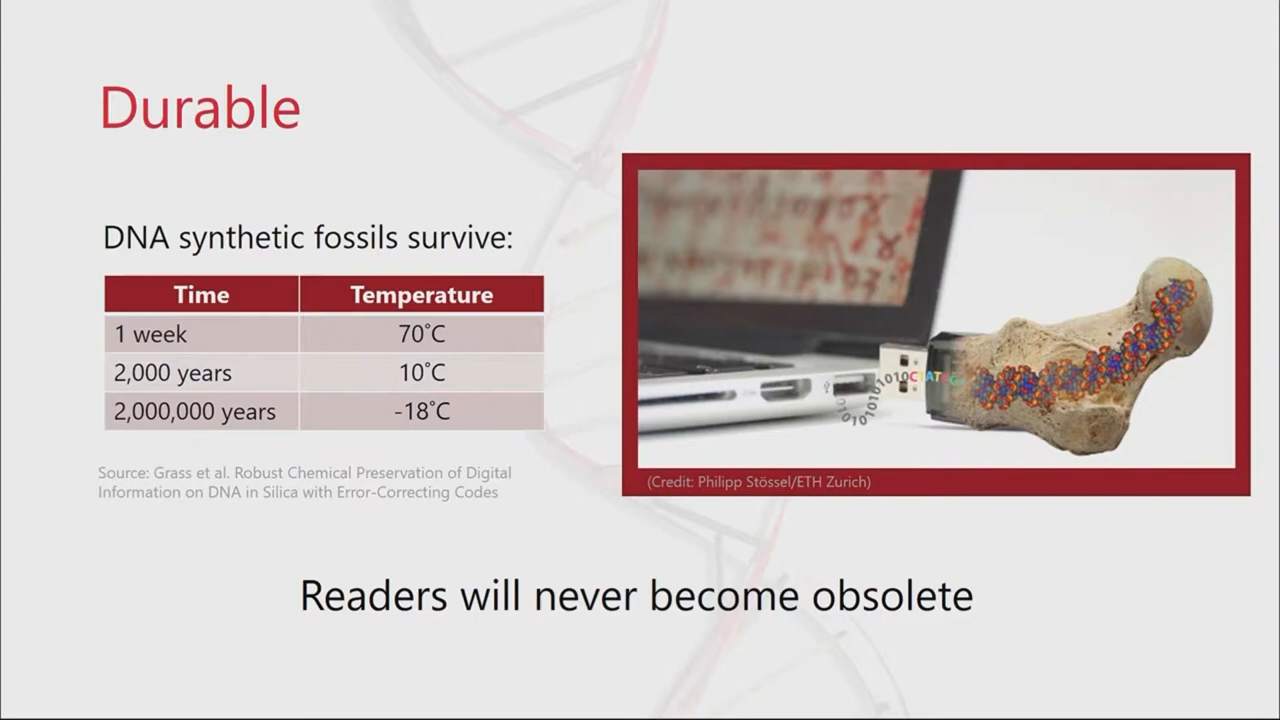 Durable
DNA synthetic fossils survive:
Time Temperature
1 week 70˚C
2,000 years 10˚C
2,000,000 years -18˚C
Source: Grass et al. Robust Chemical Preservation of Digital
Information on DNA in Silica with Error-Correcting Codes
(Credit: Philipp Stössel/ETH Zurich)
Readers will never become obsolete